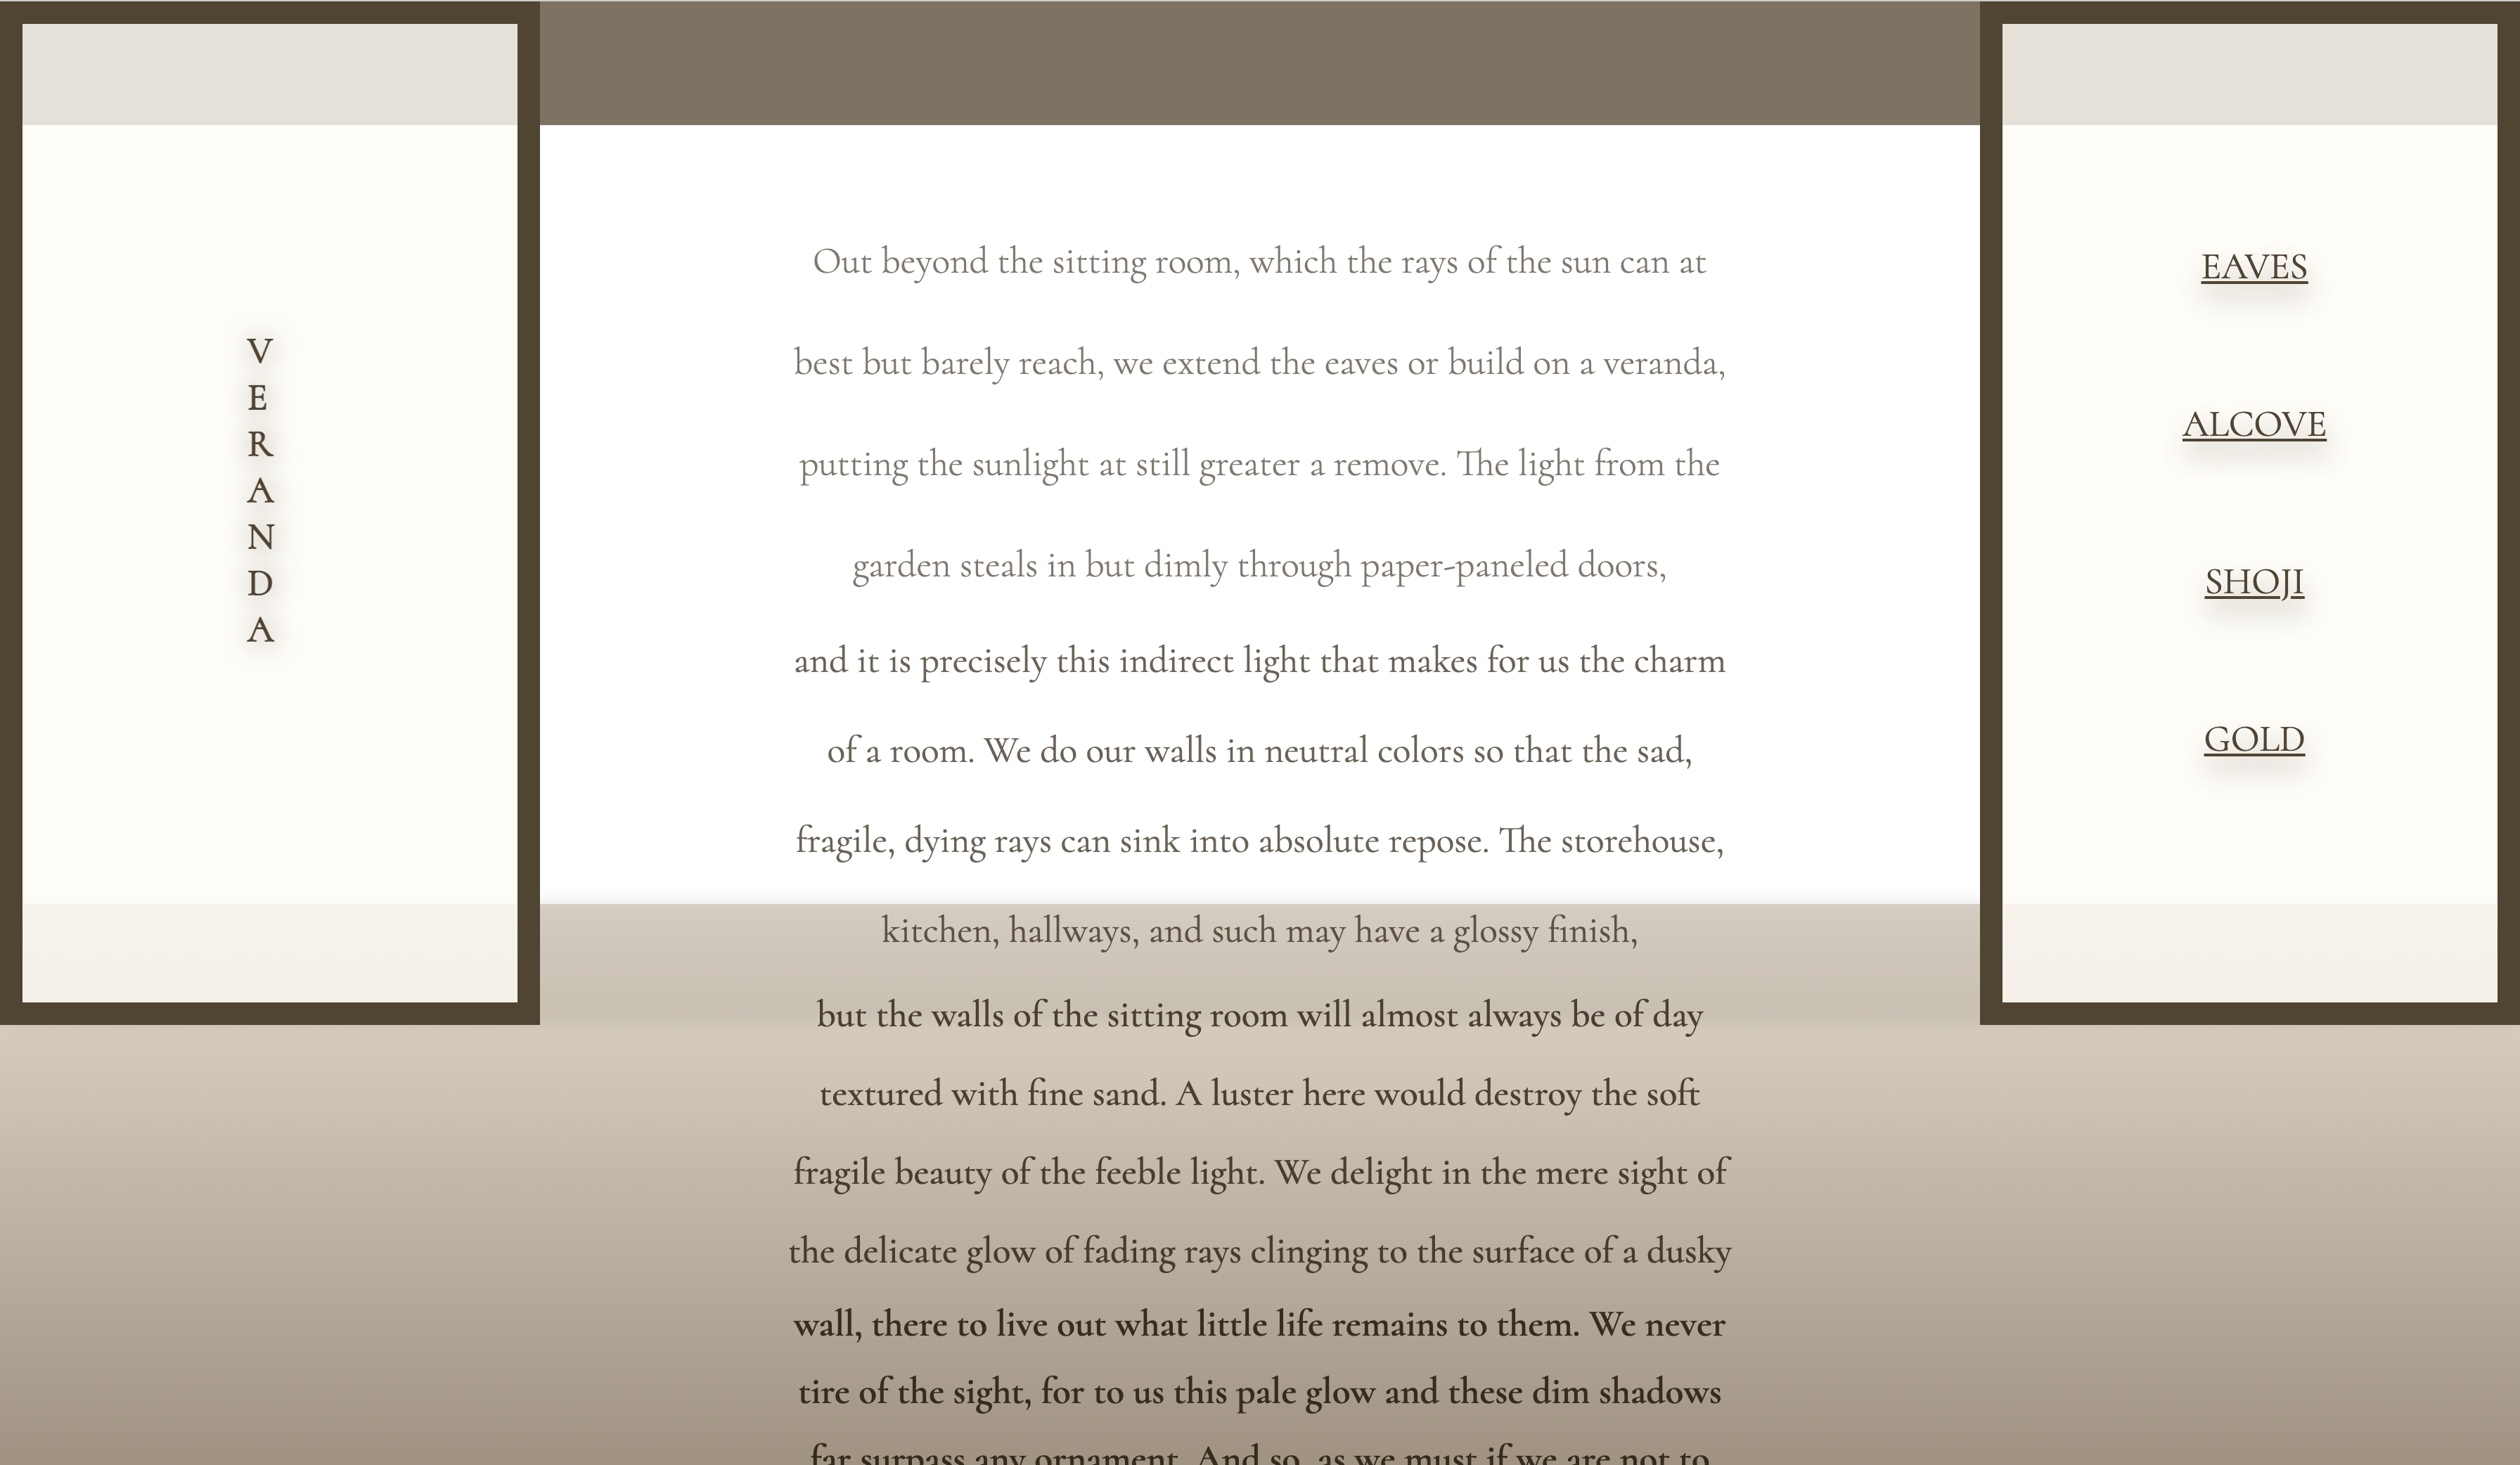 VERANDA
Out beyond the sitting room, which the rays of the sun can at
best but barely reach, we extend the eaves or build on a veranda,
putting the sunlight at still greater a remove. The light from the
garden steals in but dimly through paper-paneled doors,
and it is precisely this indirect light that makes for us the charm
of a room. We do our walls in neutral colors so that the sad,
fragile, dying rays can sink into absolute repose. The storehouse,
kitchen, hallways, and such may have a glossy finish,
but the walls of the sitting room will almost always be of day
textured with fine sand. A luster here would destroy the soft
fragile beauty of the feeble light. We delight in the mere sight of
the delicate glow of fading rays clinging to the surface of a dusky
wall, there to live out what little life remains to them. We never
tire of the sight, for to us this pale glow and these dim shadows
far surpass any ornament. And so, as we must if we are not to
EAVES
ALCOVE
SHOJI
GOLD